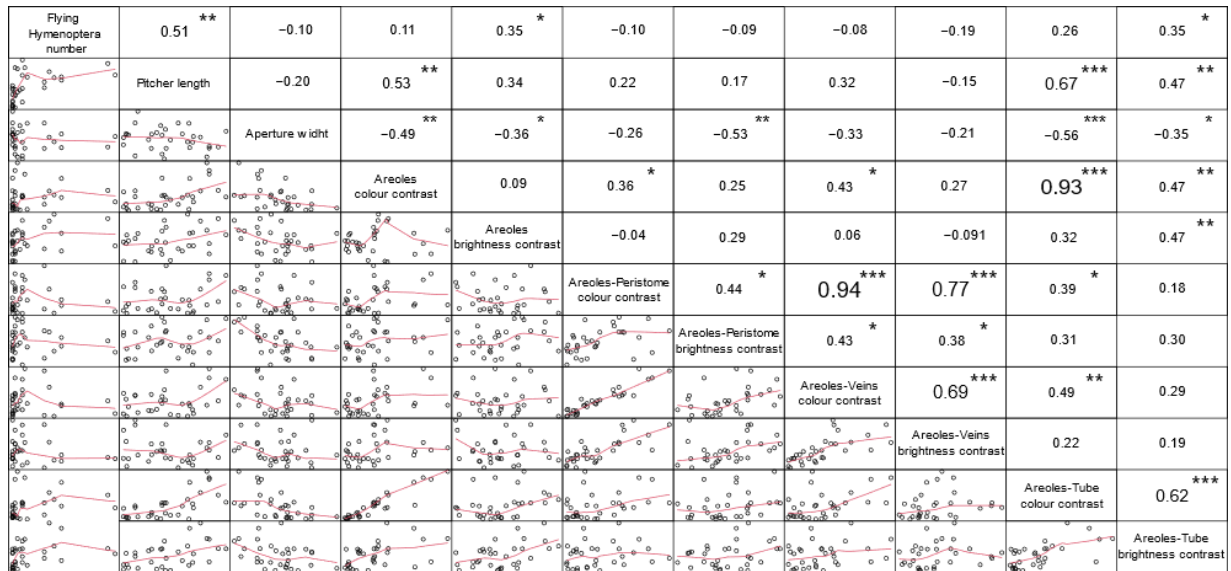 Flying
Hymenoptera
number
0.51 **
−0.10
0.11
0.35 *
−0.10
−0.09
−0.08
−0.19
0.26
0.35 *
Pitcher length
−0.20
0.53 **
0.34
0.22
0.17
0.32
−0.15
0.67 ***
0.47 **
Aperture widht
−0.49 **
−0.36 *
−0.26
−0.53 **
−0.33
−0.21
−0.56 ***
−0.35 *
Areoles
colour contrast
0.09
0.36 *
0.25
0.43 *
0.27
0.93 ***
0.47 **
Areoles
brightness contrast
−0.04
0.29
0.06
−0.091
0.32
0.47 **
Areoles-Peristome
colour contrast
0.44 *
0.94 ***
0.77 ***
0.39 *
0.18
Areoles-Peristome
brightness contrast
0.43 *
0.38 *
0.31
0.30
Areoles-Veins
colour contrast
0.69 ***
0.49 **
0.29
Areoles-Veins
brightness contrast
0.22
0.19
Areoles-Tube
colour contrast
0.62 ***
Areoles-Tube
brightness contrast